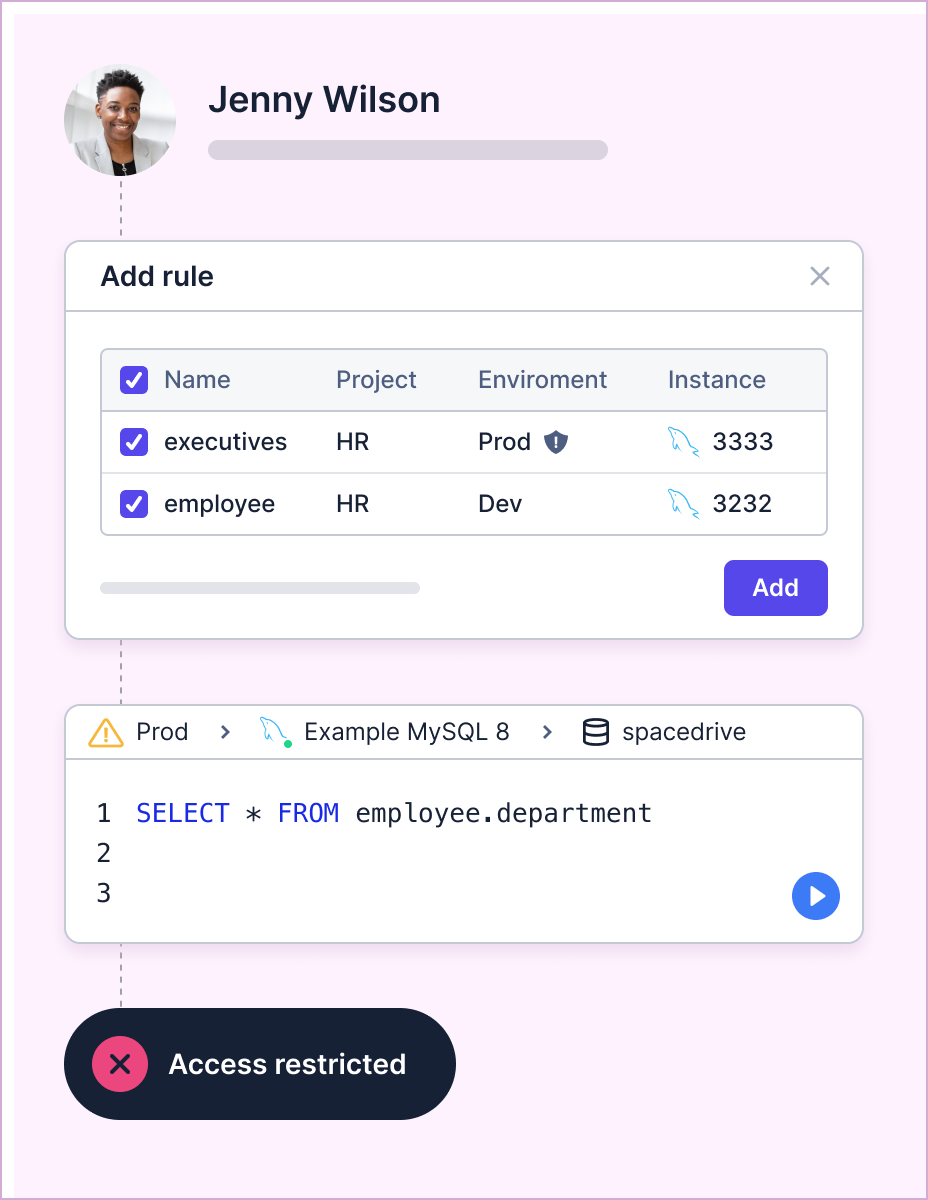 Jenny Wilson
Add rule
Name Project Enviroment Instance
executives HR Prod 3333
employee HR Dev 3232
Add
Prod > Example MySQL 8 > spacedrive
1 SELECT * FROM employee.department
2
3
Access restricted